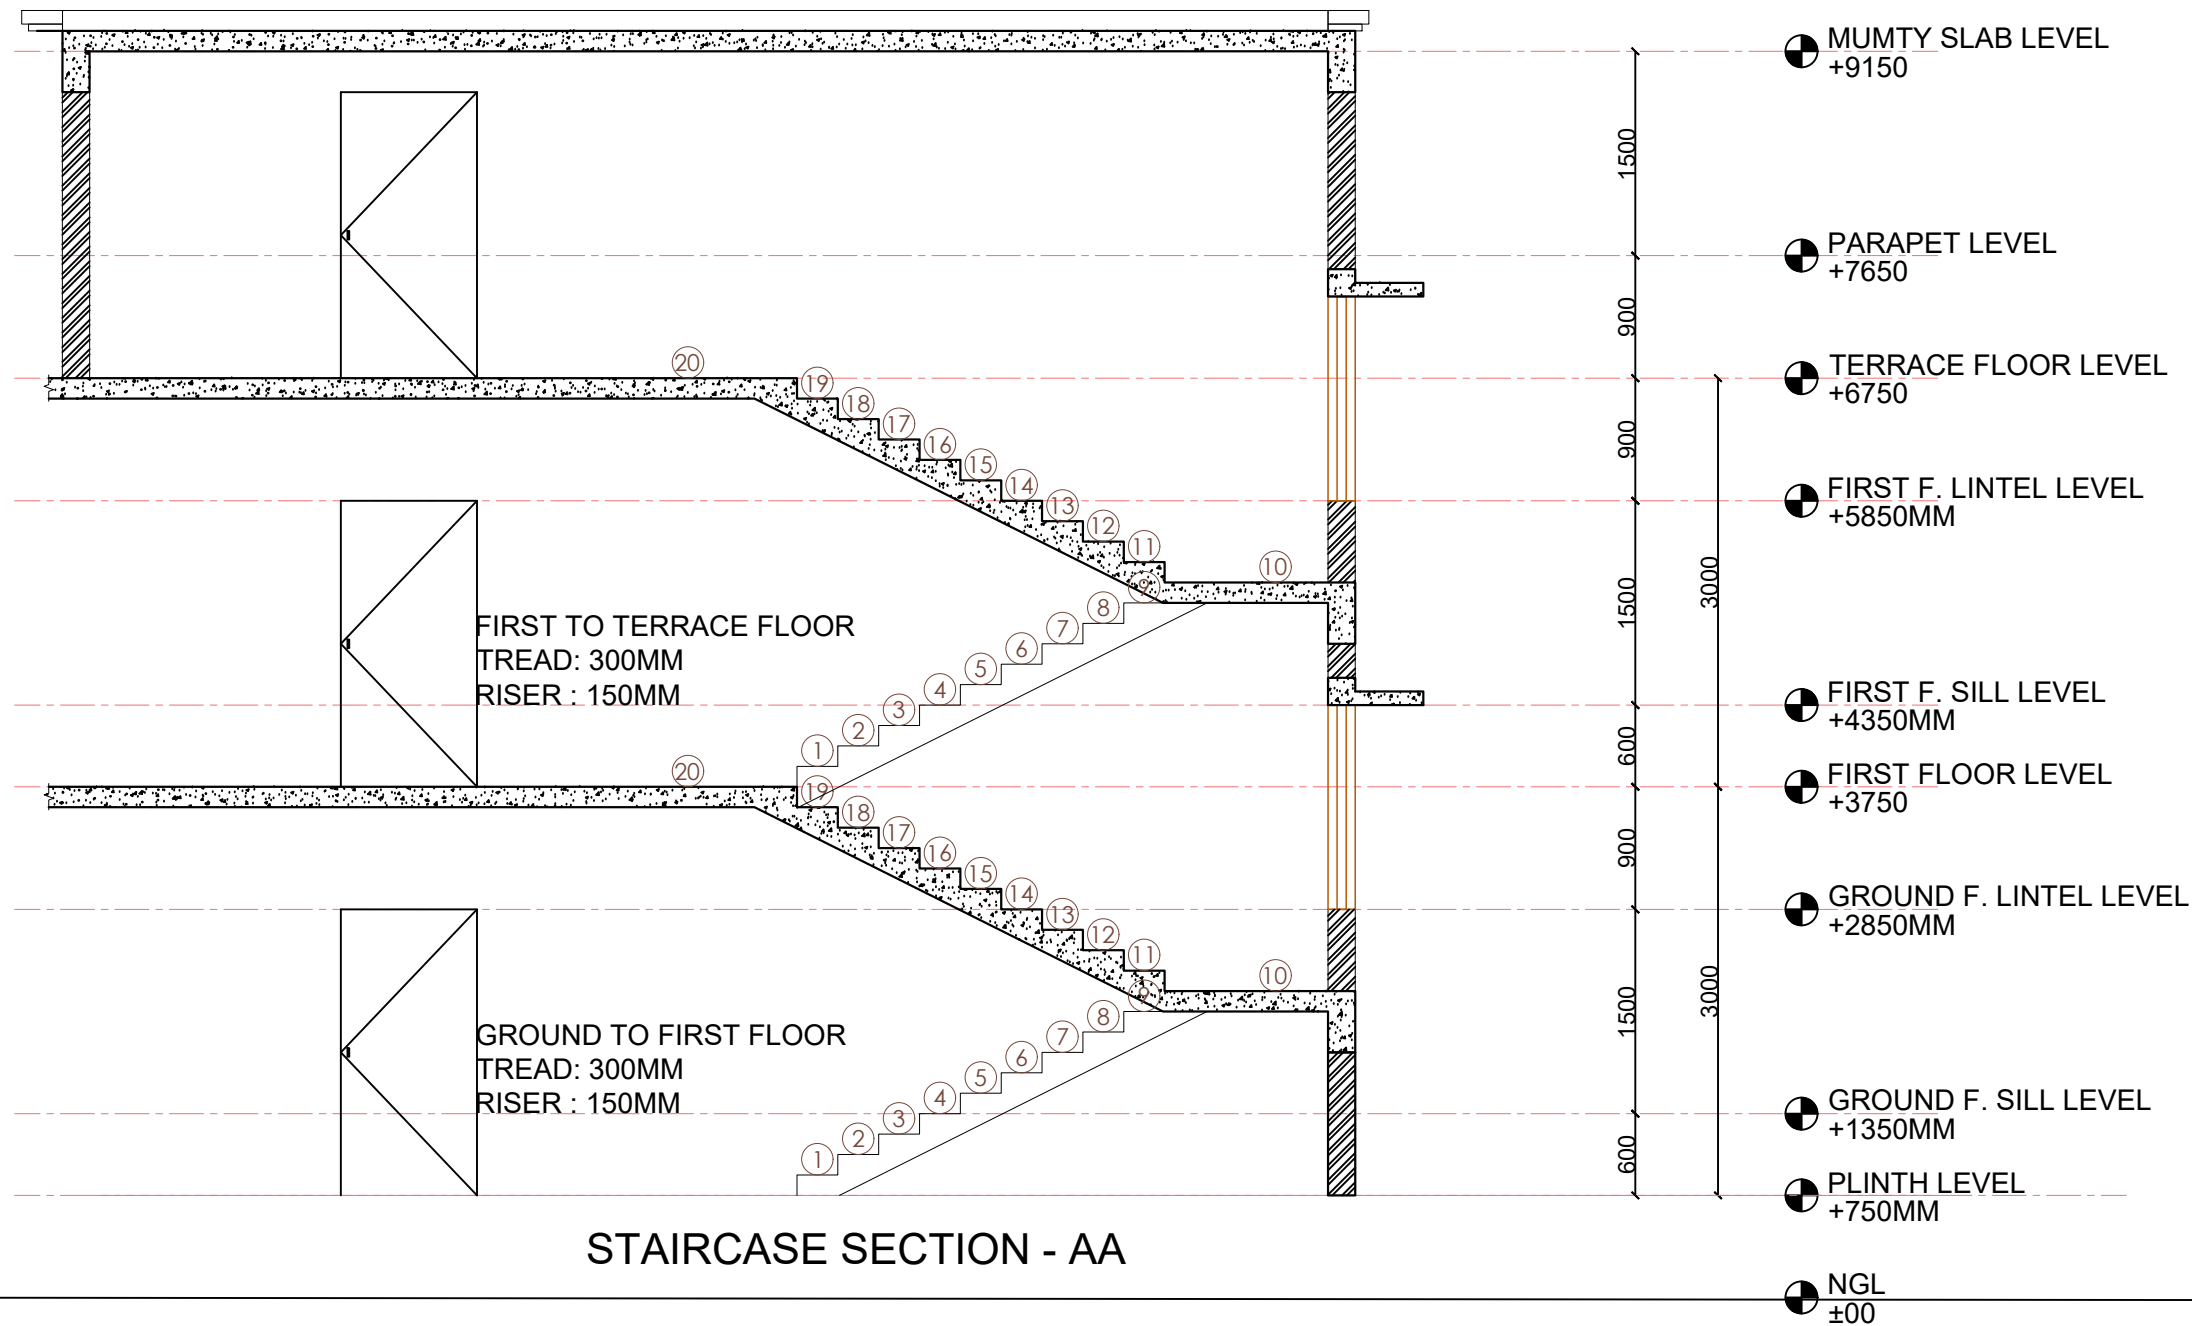 MUMTY SLAB LEVEL
+9150
1500
PARAPET LEVEL
+7650
900
TERRACE FLOOR LEVEL
+6750
20
19
18
17
16
15
14
13
12
11
10
900
FIRST F. LINTEL LEVEL
+5850MM
3000
1500
9
8
7
6
5
4
3
2
1
FIRST TO TERRACE FLOOR
TREAD: 300MM
RISER : 150MM
FIRST F. SILL LEVEL
+4350MM
600
FIRST FLOOR LEVEL
+3750
20
19
18
17
16
15
14
13
12
11
10
900
GROUND F. LINTEL LEVEL
+2850MM
3000
1500
9
8
7
6
5
4
3
2
1
GROUND TO FIRST FLOOR
TREAD: 300MM
RISER : 150MM
GROUND F. SILL LEVEL
+1350MM
600
PLINTH LEVEL
+750MM
STAIRCASE SECTION - AA
NGL
±00